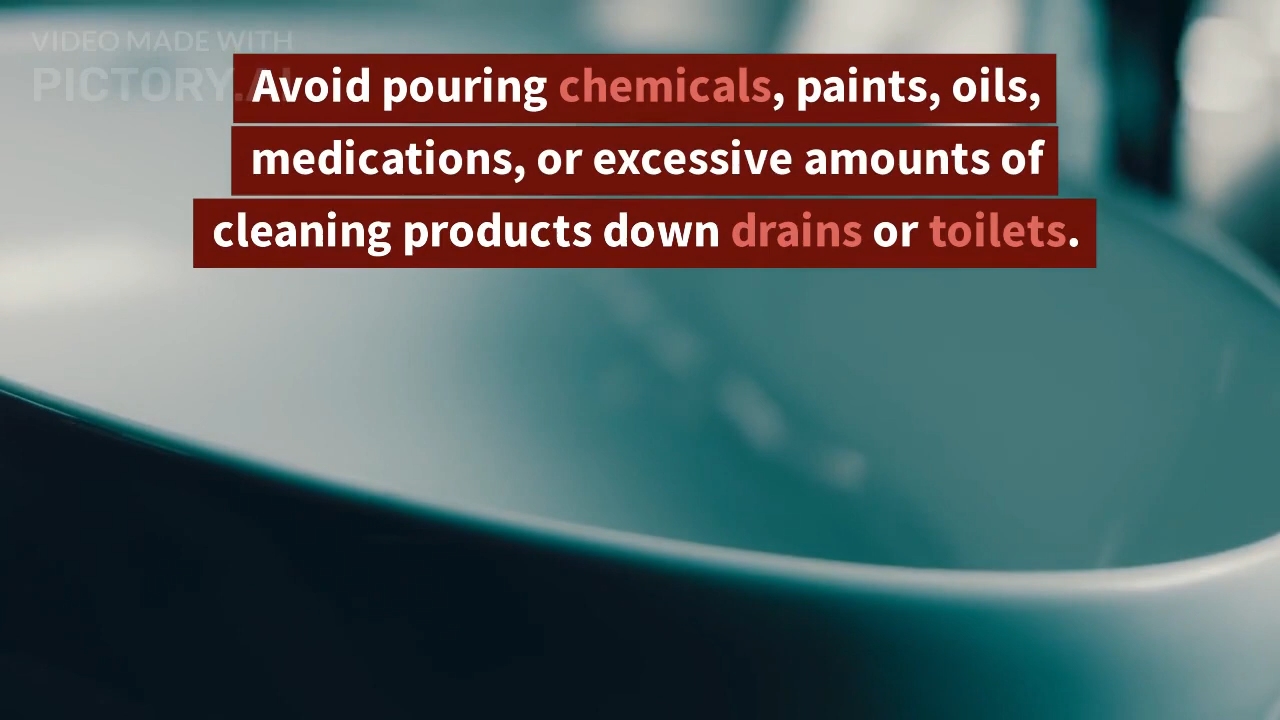 VIDEO MADE WITH
PICTORY.AI
Avoid pouring chemicals, paints, oils,
medications, or excessive amounts of
cleaning products down drains or toilets.